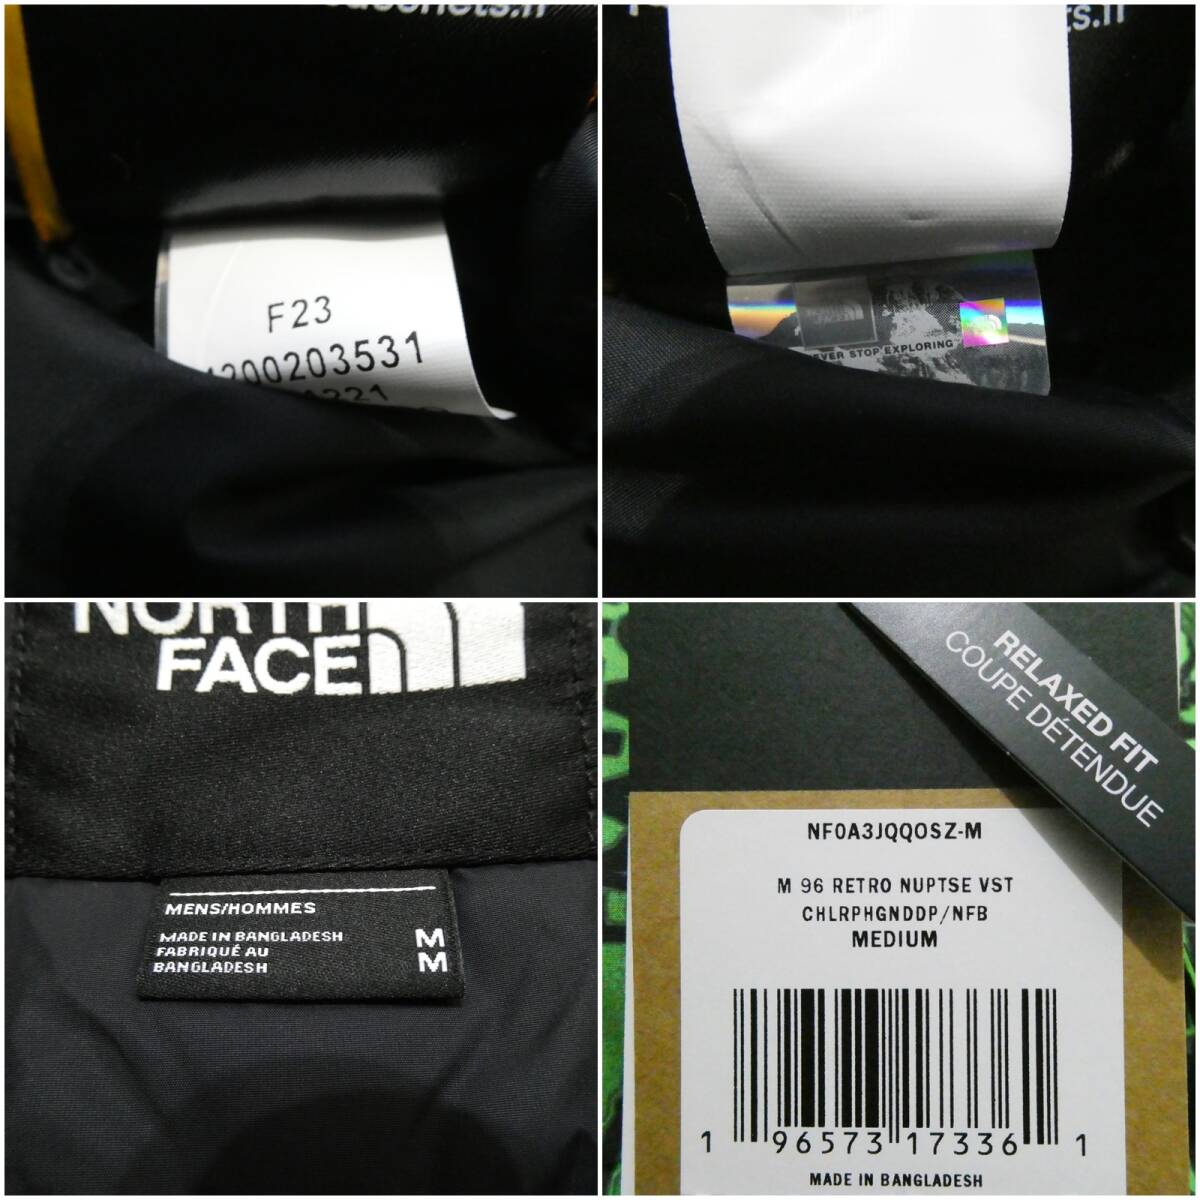 F23
1200203531
NEVER STOP EXPLORING
NORTH
FACE
MENS/HOMMES
MADE IN BANGLADESH M
FABRIQUÉ AU M
BANGLADESH
RELAXED FIT
COUPE DÉTENDUE
NF0A3JQQOSZ-M
M 96 RETRO NUPTSE VST
CHLRPHGNDDP/NFB
MEDIUM
1 96573 17336 1
MADE IN BANGLADESH